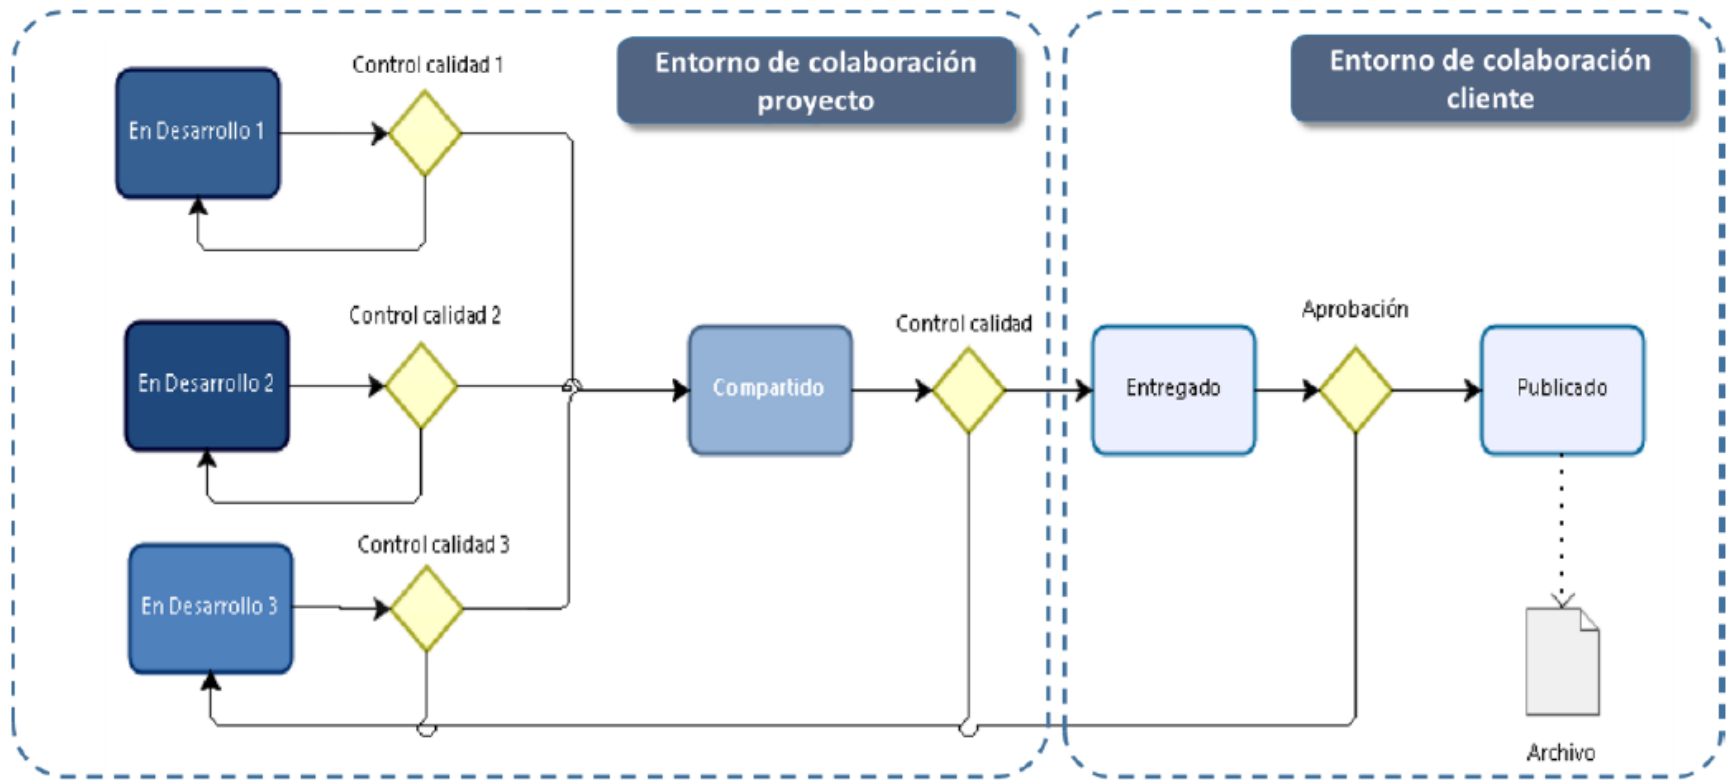 Entorno de colaboración
proyecto
Entorno de colaboración
cliente
Control calidad 1
En Desarrollo 1
Control calidad 2
En Desarrollo 2
Control calidad 3
En Desarrollo 3
Compartido
Control calidad
Entregado
Aprobación
Publicado
Archivo